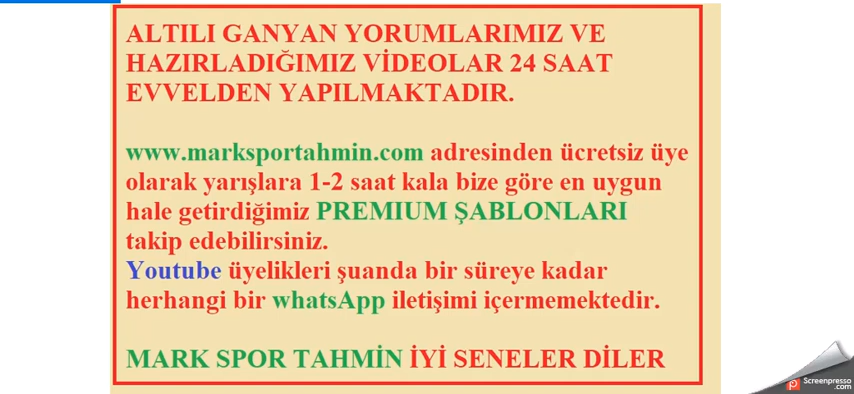 ALTILI GANYAN YORUMLARIMIZ VE
HAZIRLADIĞIMIZ VİDEOLAR 24 SAAT
EVVELDEN YAPILMAKTADIR.
www.marksportahmin.com adresinden ücretsiz üye
olarak yarışlara 1-2 saat kala bize göre en uygun
hale getirdiğimiz PREMIUM ŞABLONLARI
takip edebilirsiniz.
Youtube üyelikleri şuanda bir süreye kadar
herhangi bir whatsApp iletişimi içermemektedir.
MARK SPOR TAHMİN İYİ SENELER DİLER
Screenpresso
.com